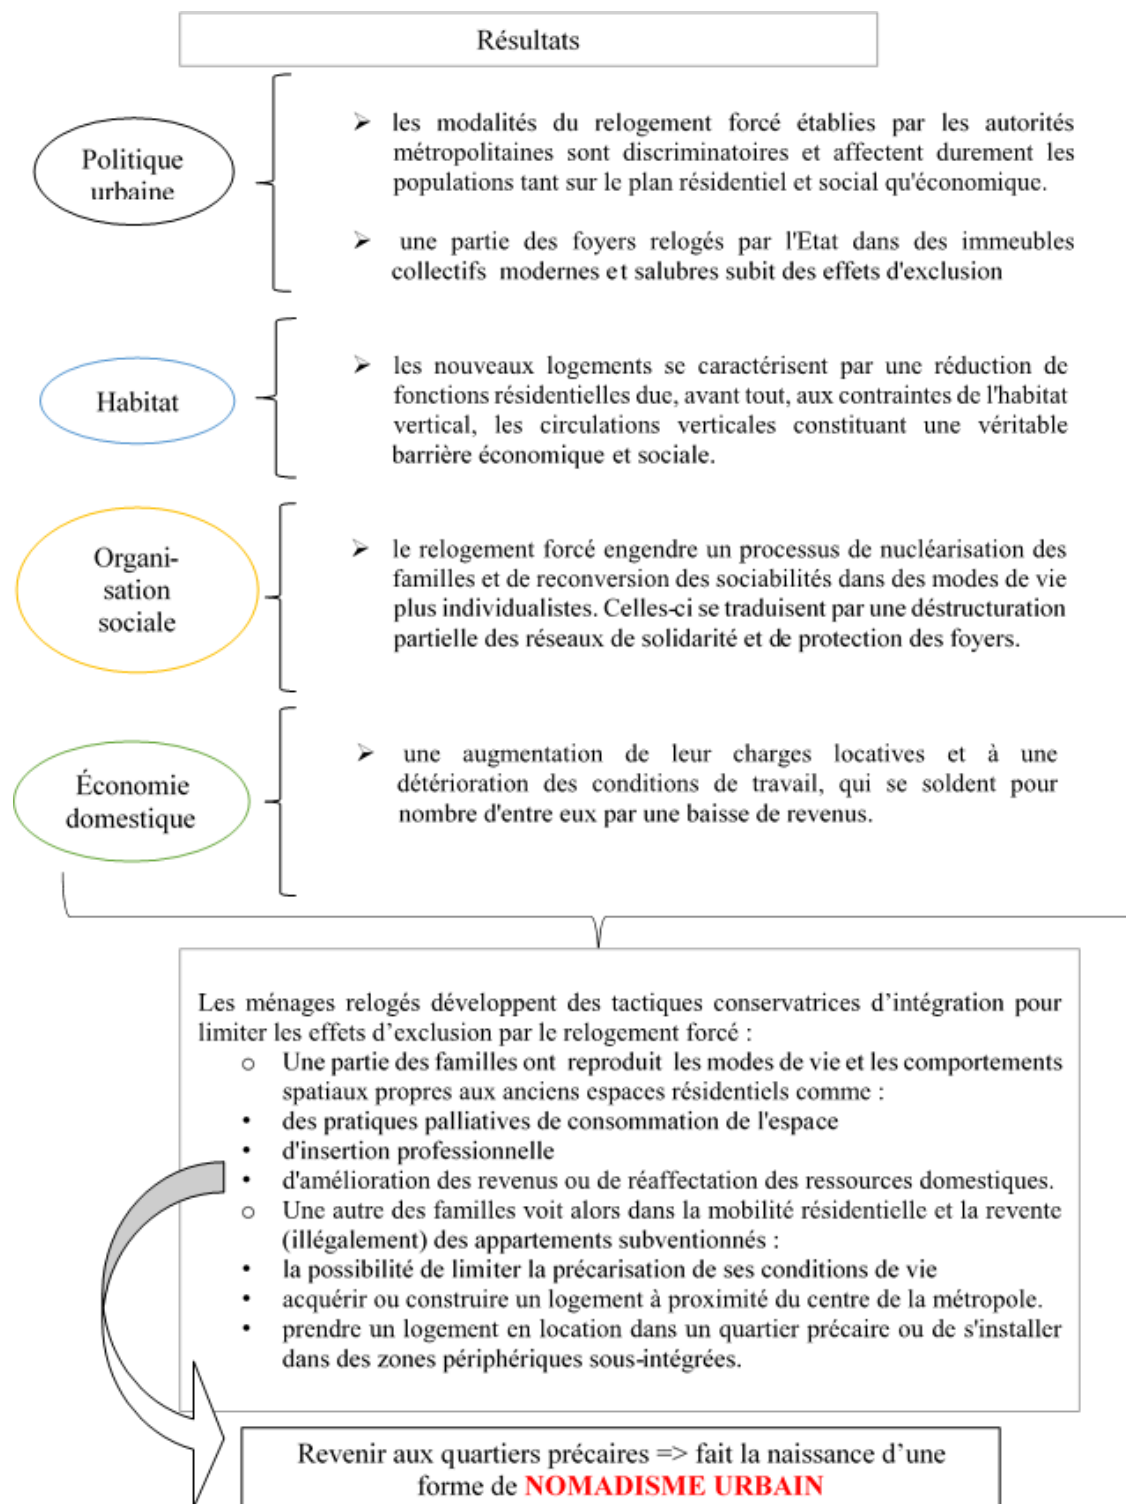 Résultats
Politique
urbaine
➢ les modalités du relogement forcé établies par les autorités
métropolitaines sont discriminatoires et affectent durement les
populations tant sur le plan résidentiel et social qu'économique.
➢ une partie des foyers relogés par l'Etat dans des immeubles
collectifs modernes et salubres subit des effets d'exclusion
Habitat
➢ les nouveaux logements se caractérisent par une réduction de
fonctions résidentielles due, avant tout, aux contraintes de l'habitat
vertical, les circulations verticales constituant une véritable
barrière économique et sociale.
Organi-
sation
sociale
➢ le relogement forcé engendre un processus de nucléarisation des
familles et de reconversion des sociabilités dans des modes de vie
plus individualistes. Celles-ci se traduisent par une déstructuration
partielle des réseaux de solidarité et de protection des foyers.
Économie
domestique
➢ une augmentation de leur charges locatives et à une
détérioration des conditions de travail, qui se soldent pour
nombre d'entre eux par une baisse de revenus.
Les ménages relogés développent des tactiques conservatrices d’intégration pour
limiter les effets d’exclusion par le relogement forcé :
o Une partie des familles ont reproduit les modes de vie et les comportements
spatiaux propres aux anciens espaces résidentiels comme :
• des pratiques palliatives de consommation de l'espace
• d'insertion professionnelle
• d'amélioration des revenus ou de réaffectation des ressources domestiques.
o Une autre des familles voit alors dans la mobilité résidentielle et la revente
(illégalement) des appartements subventionnés :
• la possibilité de limiter la précarisation de ses conditions de vie
• acquérir ou construire un logement à proximité du centre de la métropole.
• prendre un logement en location dans un quartier précaire ou de s'installer
dans des zones périphériques sous-intégrées.
Revenir aux quartiers précaires => fait la naissance d’une
forme de NOMADISME URBAIN